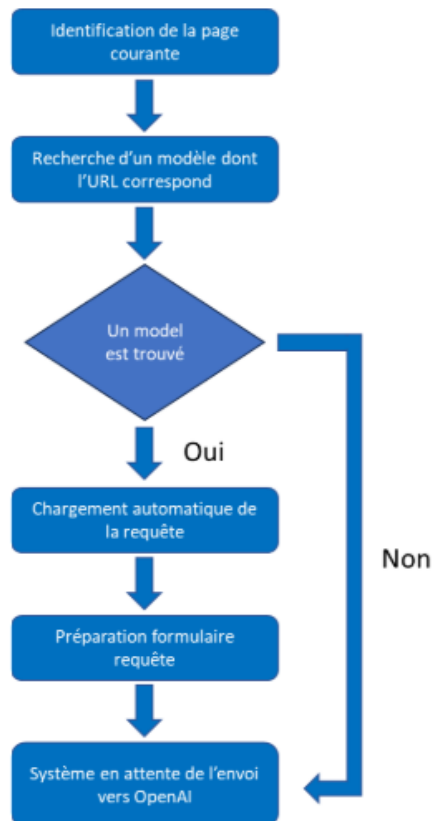 Identification de la page
courante
Recherche d'un modèle dont
l'URL correspond
Un model
est trouvé
Oui
Chargement automatique de
la requête
Non
Préparation formulaire
requête
Système en attente de l'envoi
vers OpenAI